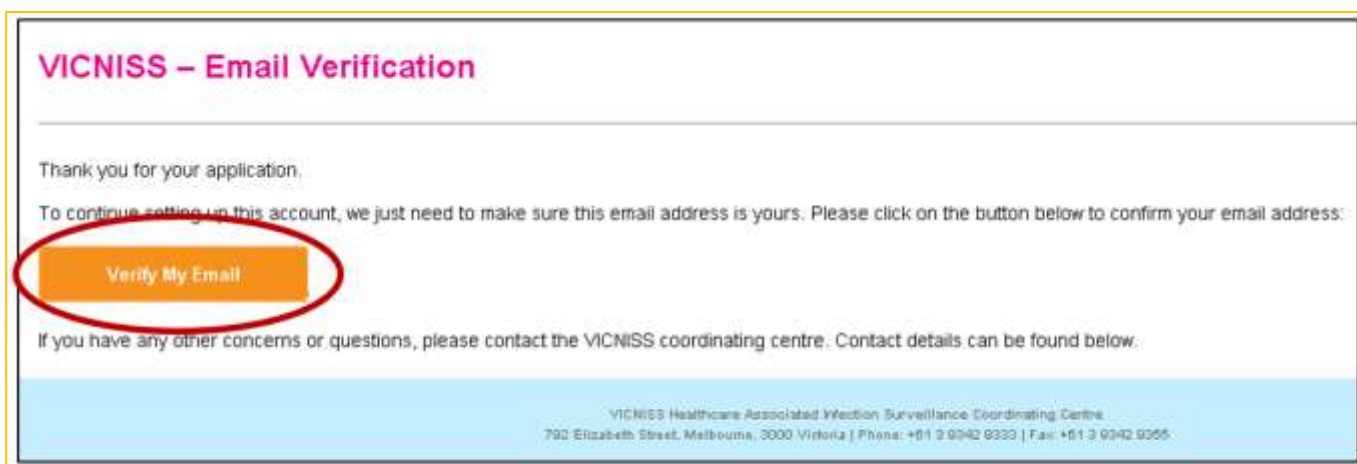 VICNISS – Email Verification
Thank you for your application.
To continue setting up this account, we just need to make sure this email address is yours. Please click on the button below to confirm your email address:
Verify My Email
If you have any other concerns or questions, please contact the VICNISS coordinating centre. Contact details can be found below.
VICNISS Healthcare Associated Infection Surveillance Coordinating Centre
792 Elizabeth Street, Melbourne, 3000 Victoria | Phone: +61 3 9342 9333 | Fax: +61 3 9342 9355